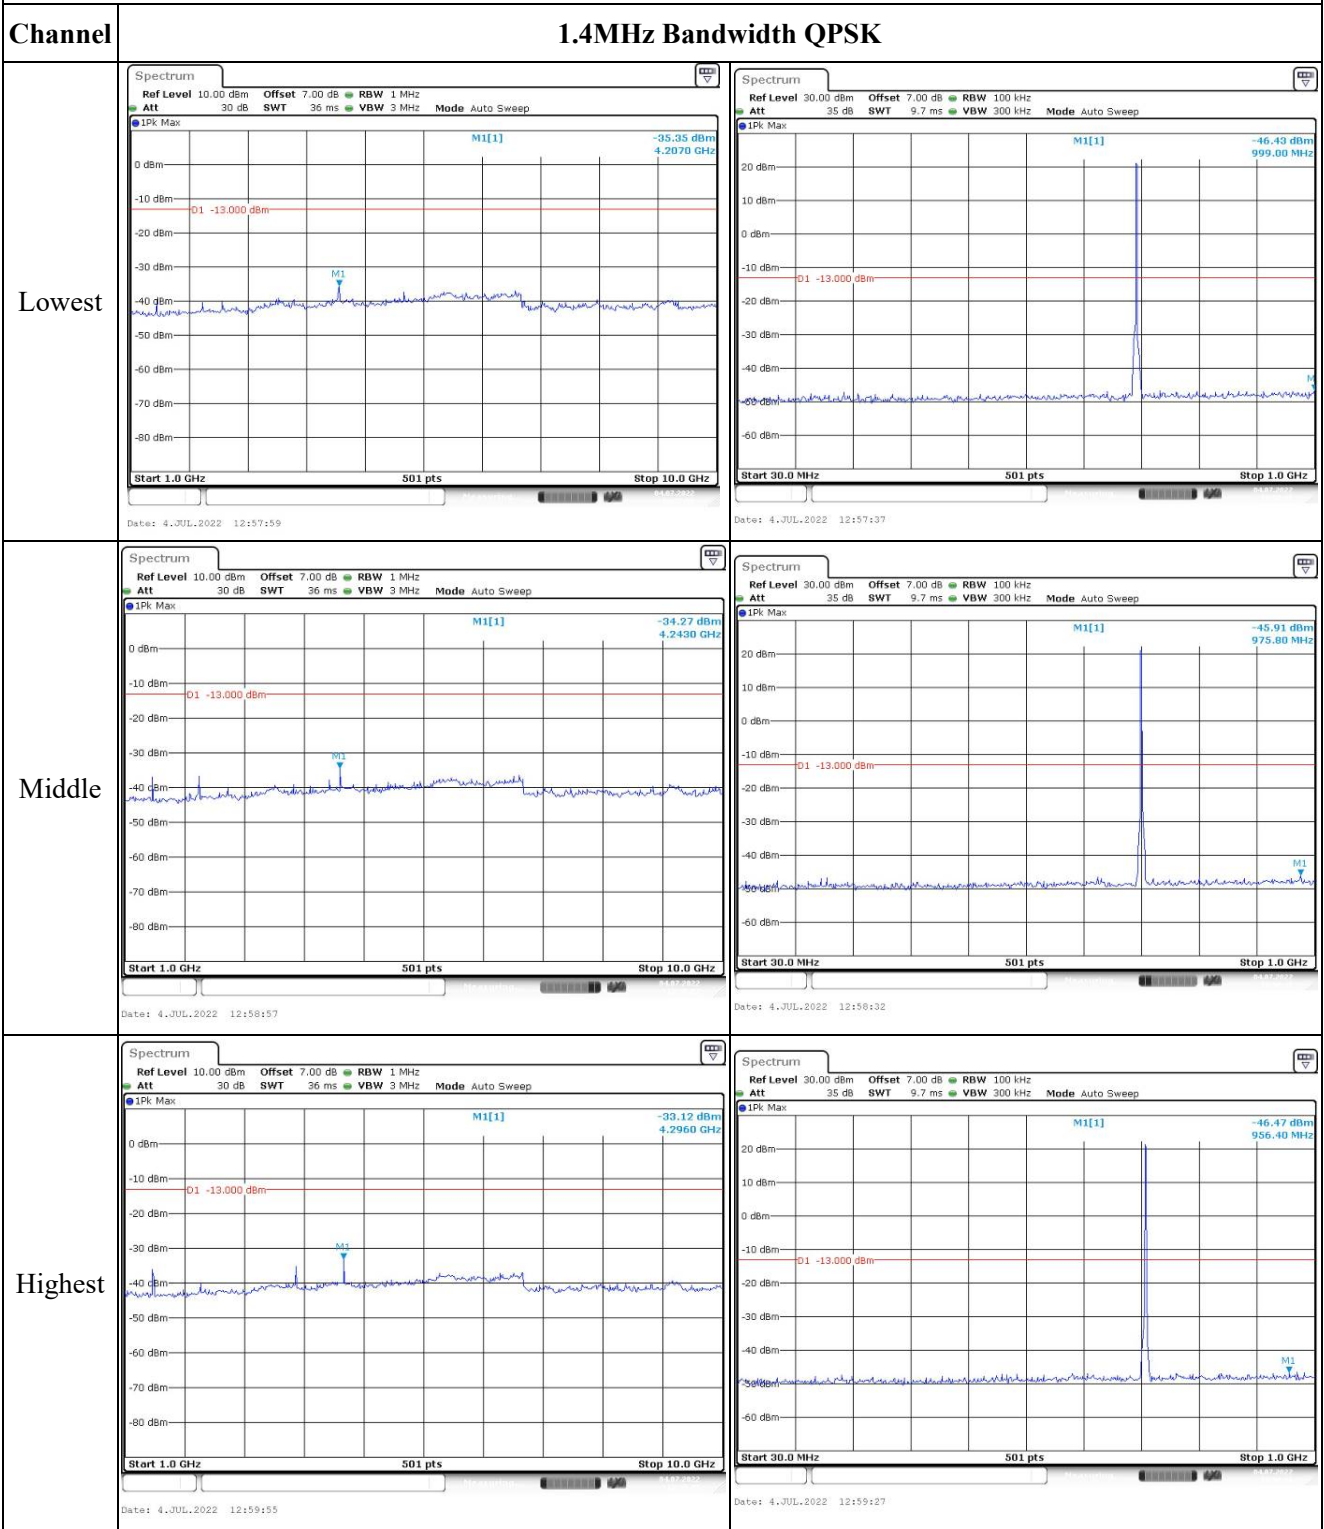 Channel 1.4MHz Bandwidth QPSK
Lowest
Spectrum
Ref Level 10.00 dBm Offset 7.00 dB RBW 1 MHz
Att 30 dB SWT 36 ms VBW 3 MHz Mode Auto Sweep
1Pk Max
M1[1] -35.35 dBm
4.2070 GHz
0 dBm
-10 dBm
D1 -13.000 dBm
-20 dBm
-30 dBm
M1
-40 dBm
-50 dBm
-60 dBm
-70 dBm
-80 dBm
Start 1.0 GHz 501 pts Stop 10.0 GHz
Date: 4.JUL.2022 12:57:59
Spectrum
Ref Level 30.00 dBm Offset 7.00 dB RBW 100 kHz
Att 35 dB SWT 9.7 ms VBW 300 kHz Mode Auto Sweep
1Pk Max
M1[1] -46.43 dBm
999.00 MHz
20 dBm
10 dBm
0 dBm
-10 dBm
D1 -13.000 dBm
-20 dBm
-30 dBm
-40 dBm
M
-50 dBm
-60 dBm
Start 30.0 MHz 501 pts Stop 1.0 GHz
Date: 4.JUL.2022 12:57:37
Middle
Spectrum
Ref Level 10.00 dBm Offset 7.00 dB RBW 1 MHz
Att 30 dB SWT 36 ms VBW 3 MHz Mode Auto Sweep
1Pk Max
M1[1] -34.27 dBm
4.2430 GHz
0 dBm
-10 dBm
D1 -13.000 dBm
-20 dBm
-30 dBm
M1
-40 dBm
-50 dBm
-60 dBm
-70 dBm
-80 dBm
Start 1.0 GHz 501 pts Stop 10.0 GHz
Date: 4.JUL.2022 12:58:57
Spectrum
Ref Level 30.00 dBm Offset 7.00 dB RBW 100 kHz
Att 35 dB SWT 9.7 ms VBW 300 kHz Mode Auto Sweep
1Pk Max
M1[1] -45.91 dBm
975.80 MHz
20 dBm
10 dBm
0 dBm
-10 dBm
D1 -13.000 dBm
-20 dBm
-30 dBm
-40 dBm
M1
-50 dBm
-60 dBm
Start 30.0 MHz 501 pts Stop 1.0 GHz
Date: 4.JUL.2022 12:58:32
Highest
Spectrum
Ref Level 10.00 dBm Offset 7.00 dB RBW 1 MHz
Att 30 dB SWT 36 ms VBW 3 MHz Mode Auto Sweep
1Pk Max
M1[1] -33.12 dBm
4.2960 GHz
0 dBm
-10 dBm
D1 -13.000 dBm
-20 dBm
-30 dBm
M1
-40 dBm
-50 dBm
-60 dBm
-70 dBm
-80 dBm
Start 1.0 GHz 501 pts Stop 10.0 GHz
Date: 4.JUL.2022 12:59:55
Spectrum
Ref Level 30.00 dBm Offset 7.00 dB RBW 100 kHz
Att 35 dB SWT 9.7 ms VBW 300 kHz Mode Auto Sweep
1Pk Max
M1[1] -46.47 dBm
956.40 MHz
20 dBm
10 dBm
0 dBm
-10 dBm
D1 -13.000 dBm
-20 dBm
-30 dBm
-40 dBm
M1
-50 dBm
-60 dBm
Start 30.0 MHz 501 pts Stop 1.0 GHz
Date: 4.JUL.2022 12:59:27